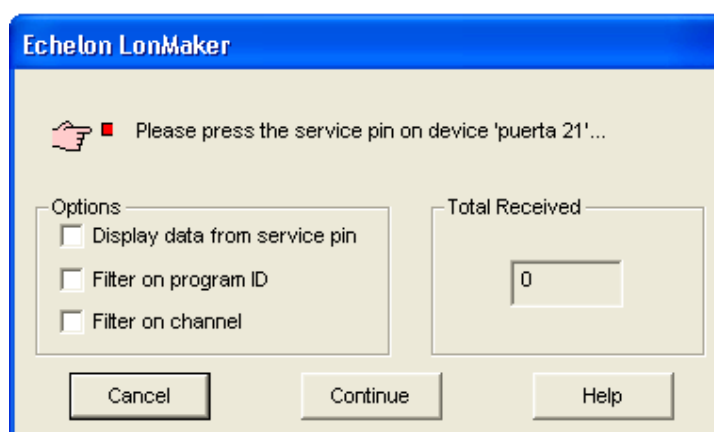 Echelon LonMaker
Please press the service pin on device 'puerta 21'...
Options
Display data from service pin
Filter on program ID
Filter on channel
Total Received
0
Cancel
Continue
Help